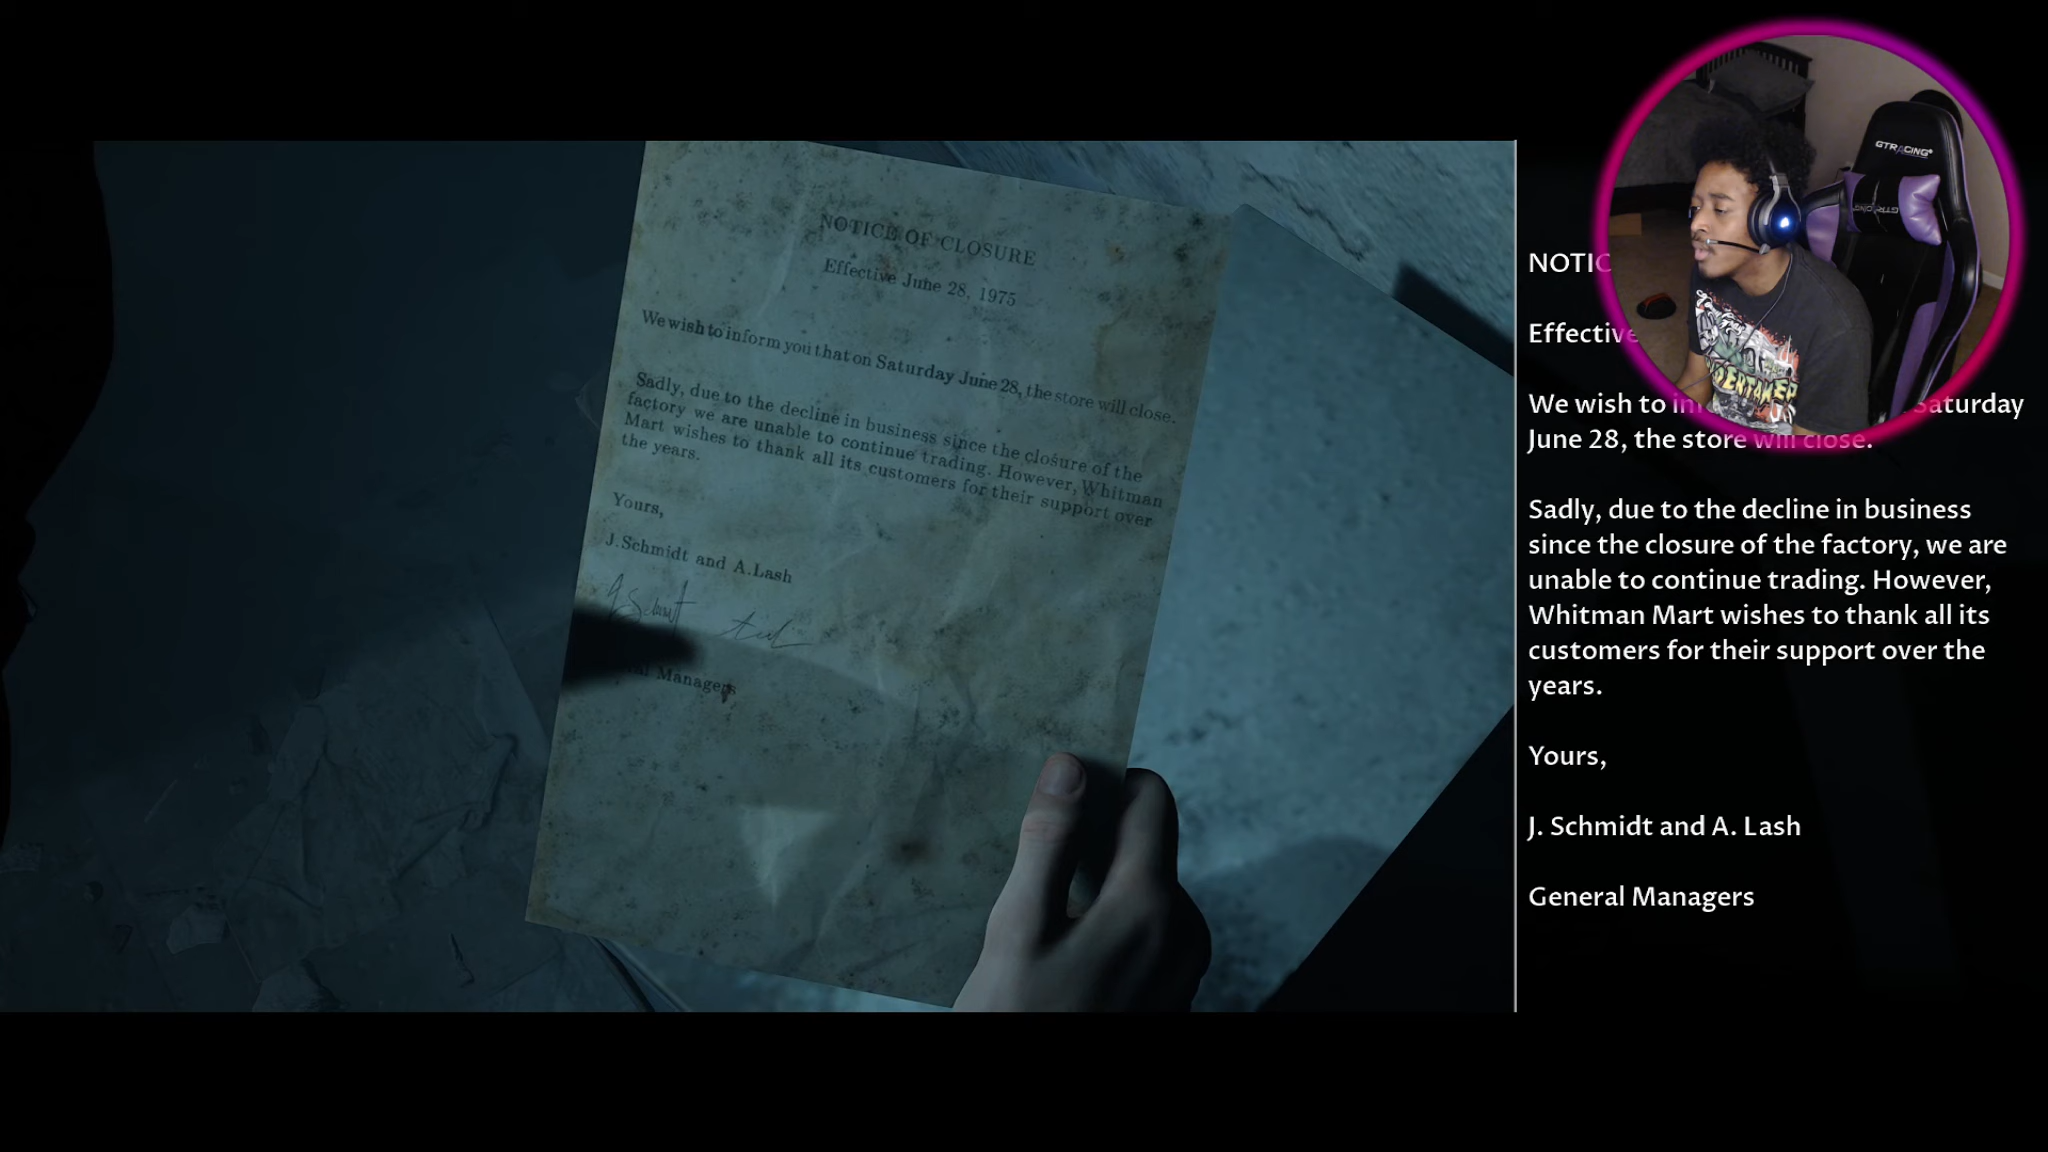 NOTICE OF CLOSURE
Effective June 28, 1975
We wish to inform you that on Saturday June 28, the store will close.
Sadly, due to the decline in business since the closure of the
factory we are unable to continue trading. However, Whitman
Mart wishes to thank all its customers for their support over
the years.
Yours,
J.Schmidt and A.Lash
J Schmidt
al Managers
GTRACING
NOTIC
Effective
We wish to in Saturday
June 28, the store will close.
Sadly, due to the decline in business
since the closure of the factory, we are
unable to continue trading. However,
Whitman Mart wishes to thank all its
customers for their support over the
years.
Yours,
J. Schmidt and A. Lash
General Managers